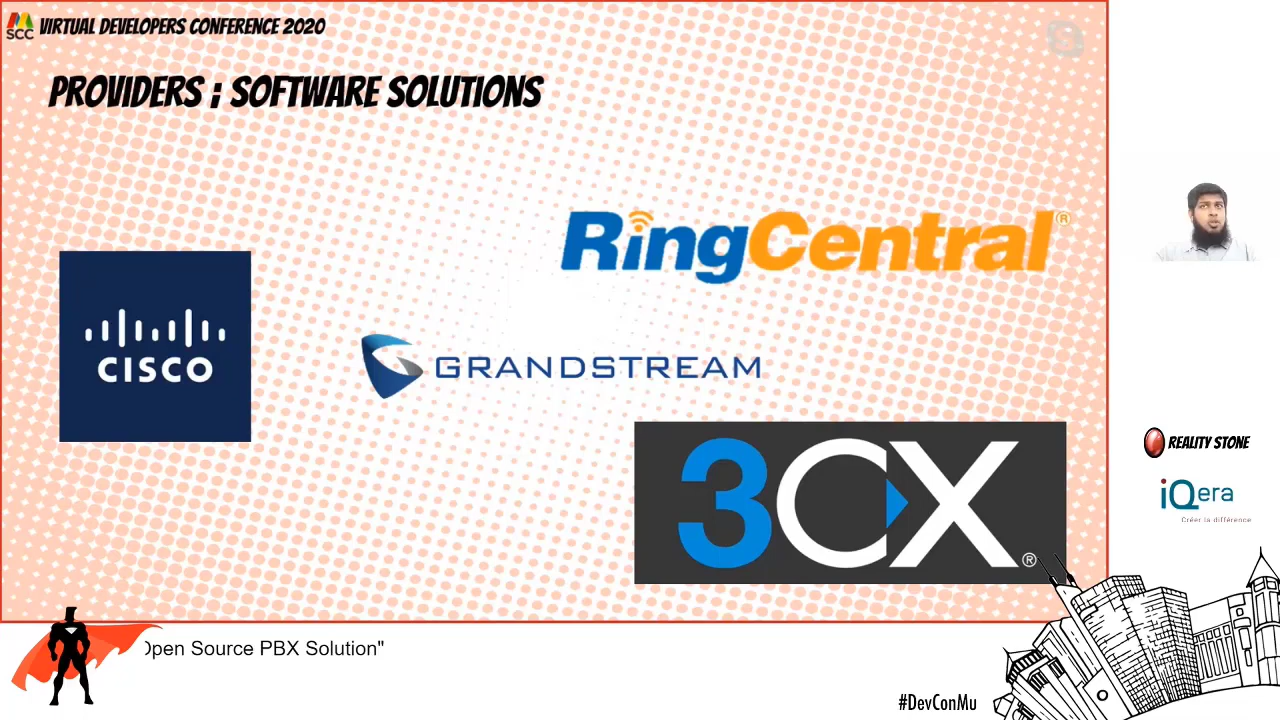 SCC VIRTUAL DEVELOPERS CONFERENCE 2020
PROVIDERS ; SOFTWARE SOLUTIONS
RingCentral®
CISCO
GRANDSTREAM
3CX®
REALITY STONE
iQera
Créer la différence
Open Source PBX Solution"
#DevConMu